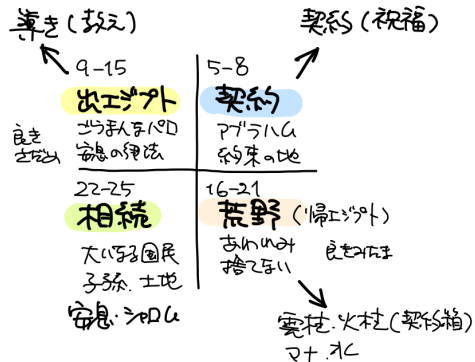 導き(教え)
契約(祝福)
9-15
出エジプト
ごうまんなパロ
安息の律法
良き
さだめ
5-8
契約
アブラハム
約束の地
22-25
相続
大いなる国民
子孫.土地
安息・シャロム
16-21
荒野(帰エジプト)
あわれみ
捨てない
良きみたま
雲柱.火柱(契約箱)
マナ.水